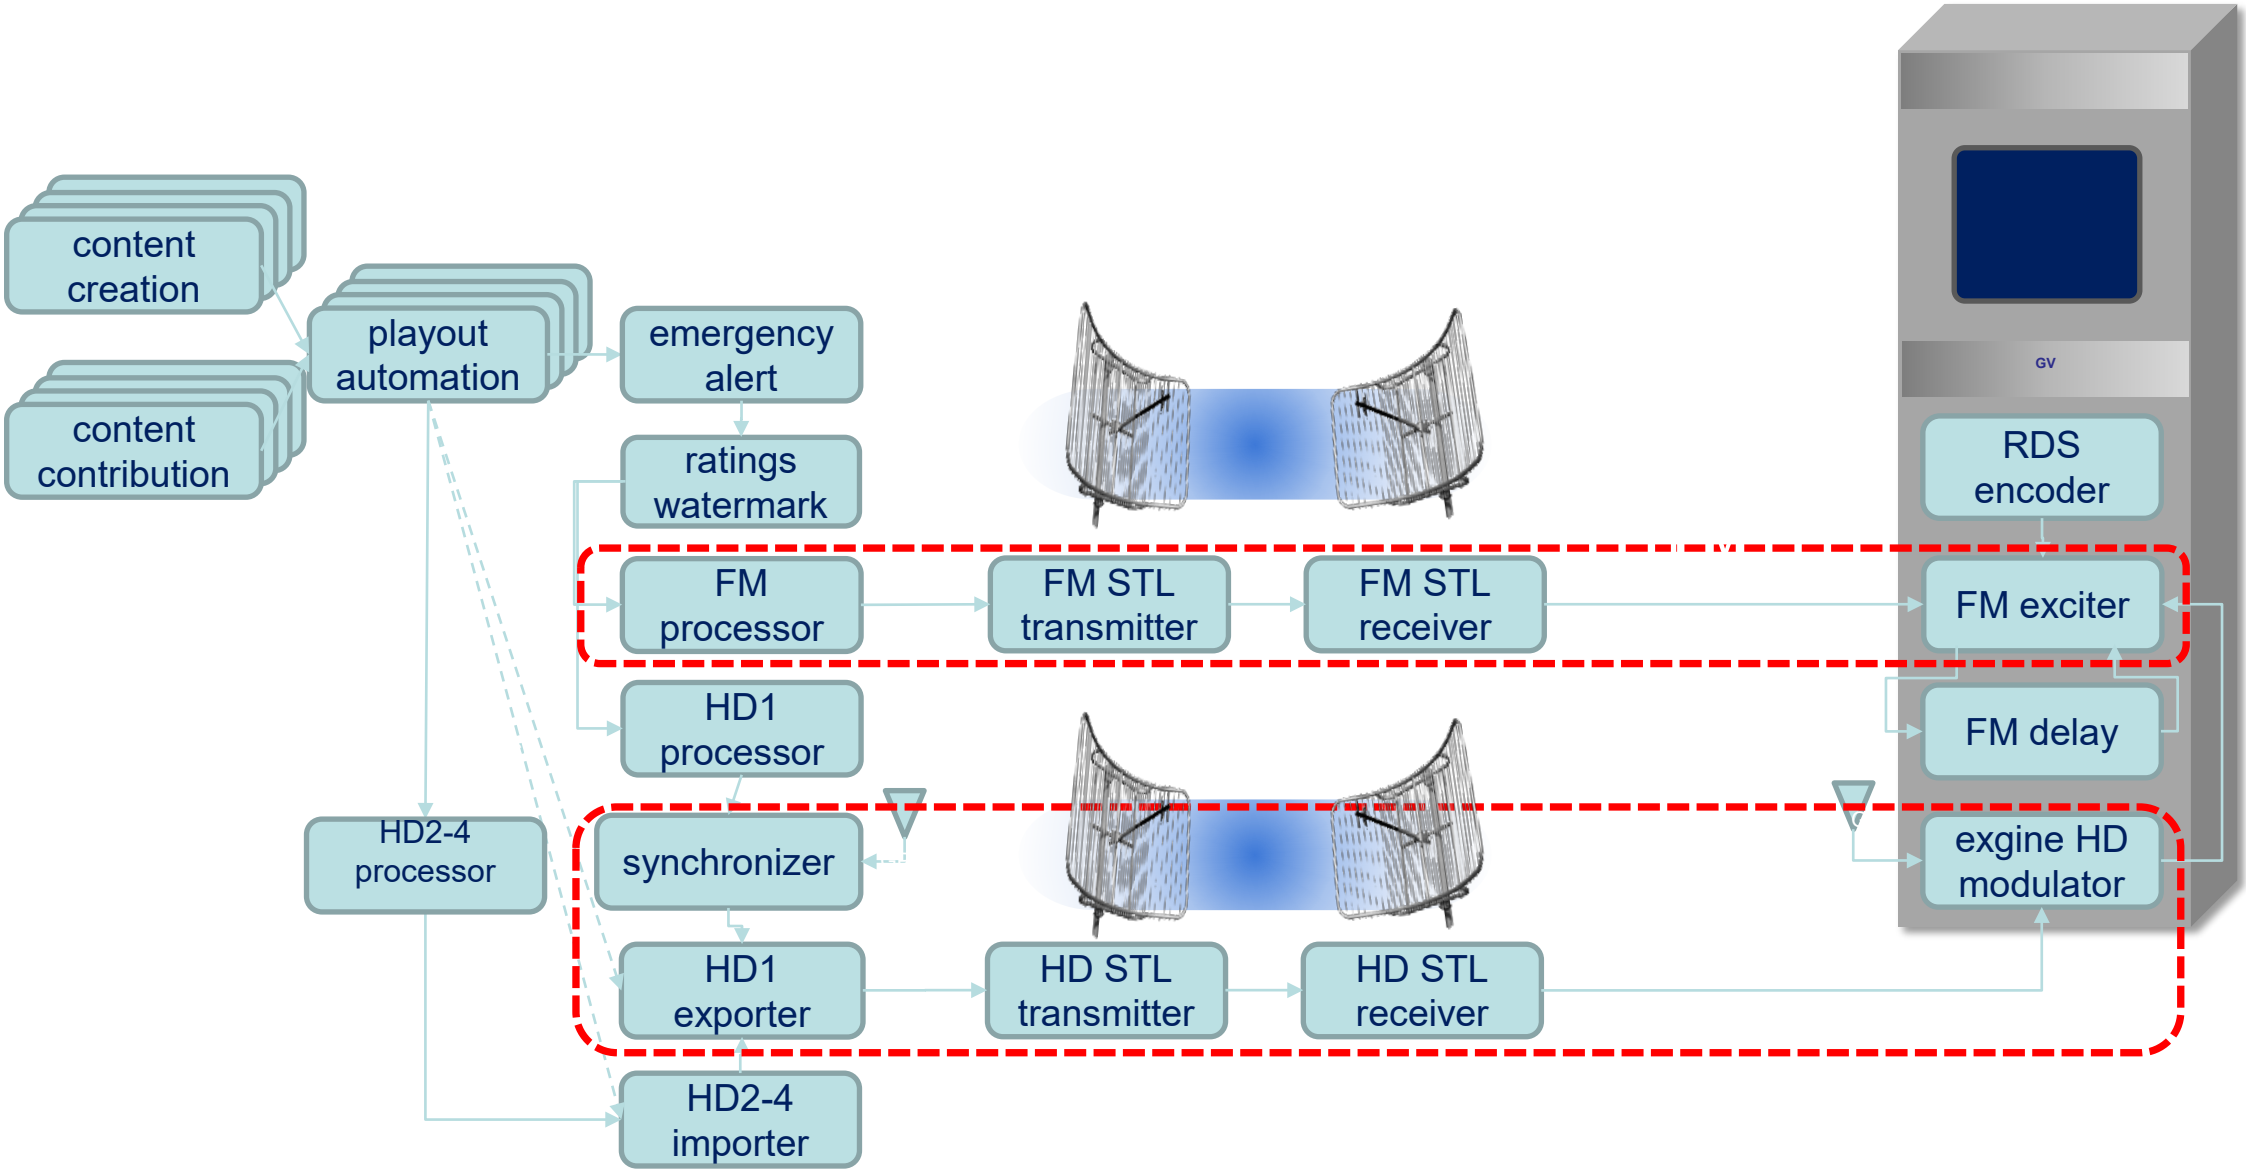 content
creation
content
contribution
playout
automation
emergency
alert
ratings
watermark
FM
processor
FM STL
transmitter
FM STL
receiver
HD1
processor
HD2-4
processor
synchronizer
HD1
exporter
HD STL
transmitter
HD STL
receiver
HD2-4
importer
GV
RDS
encoder
FM exciter
FM delay
exgine HD
modulator